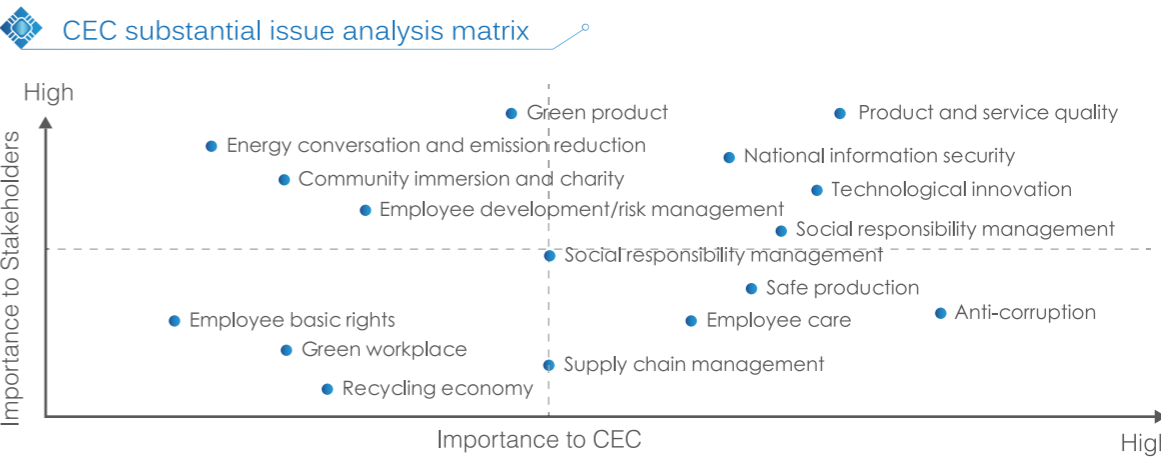 CEC substantial issue analysis matrix
High
Green product
Product and service quality
Energy conversation and emission reduction
National information security
Community immersion and charity
Technological innovation
Employee development/risk management
Social responsibility management
Social responsibility management
Safe production
Anti-corruption
Employee basic rights
Employee care
Green workplace
Supply chain management
Recycling economy
Importance to Stakeholders
Importance to CEC
Higl